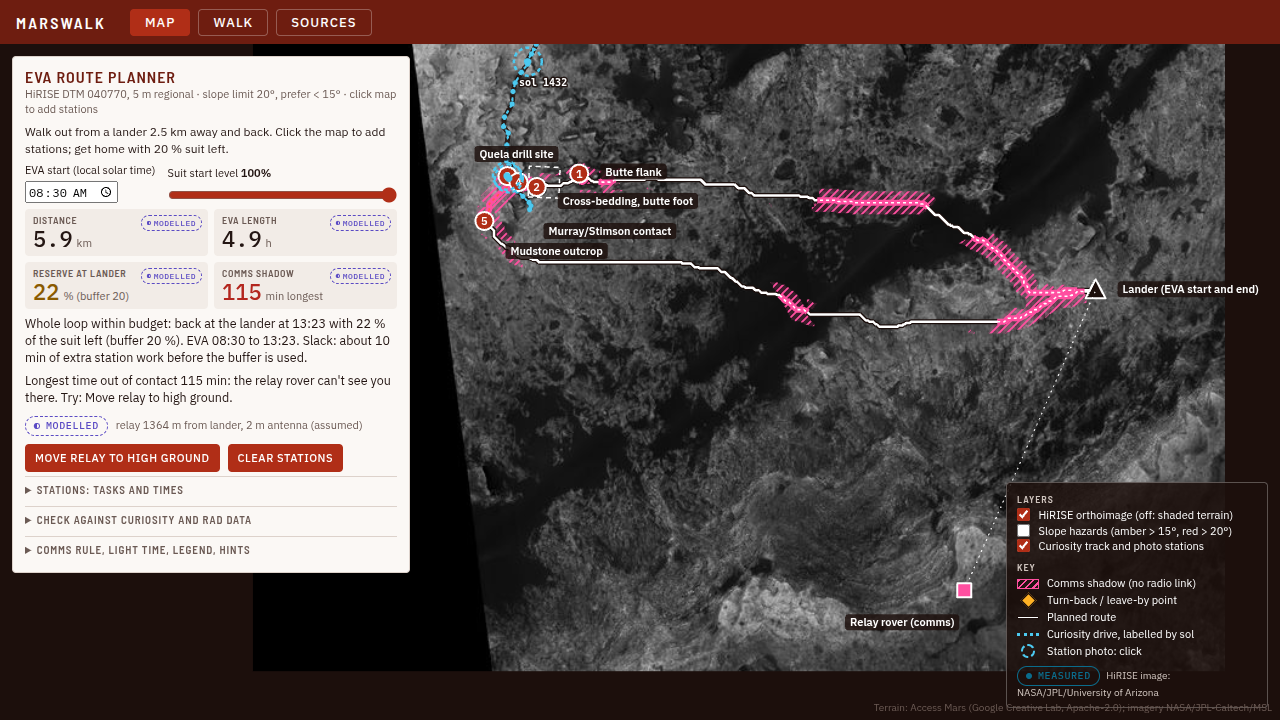 MARSWALK
MAP
WALK
SOURCES
EVA ROUTE PLANNER
HiRISE DTM 040770, 5 m regional · slope limit 20°, prefer < 15° · click map
to add stations
Walk out from a lander 2.5 km away and back. Click the map to add
stations; get home with 20 % suit left.
EVA start (local solar time)
Suit start level 100%
08:30 AM
DISTANCE
MODELLED
5.9 km
EVA LENGTH
MODELLED
4.9 h
RESERVE AT LANDER
MODELLED
22 % (buffer 20)
COMMS SHADOW
MODELLED
115 min longest
Whole loop within budget: back at the lander at 13:23 with 22 %
of the suit left (buffer 20 %). EVA 08:30 to 13:23. Slack: about 10
min of extra station work before the buffer is used.
Longest time out of contact 115 min: the relay rover can't see you
there. Try: Move relay to high ground.
MODELLED
relay 1364 m from lander, 2 m antenna (assumed)
MOVE RELAY TO HIGH GROUND
CLEAR STATIONS
STATIONS: TASKS AND TIMES
CHECK AGAINST CURIOSITY AND RAD DATA
COMMS RULE, LIGHT TIME, LEGEND, HINTS
sol 1432
Quela drill site
1
Butte flank
2
Cross-bedding, butte foot
5
Murray/Stimson contact
Mudstone outcrop
Lander (EVA start and end)
Relay rover (comms)
LAYERS
HiRISE orthoimage (off: shaded terrain)
Slope hazards (amber > 15°, red > 20°)
Curiosity track and photo stations
KEY
Comms shadow (no radio link)
Turn-back / leave-by point
Planned route
Curiosity drive, labelled by sol
Station photo: click
MEASURED
HiRISE image:
NASA/JPL/University of Arizona
Terrain: Access Mars (Google Creative Lab, Apache-2.0); imagery NASA/JPL-Caltech/MSL